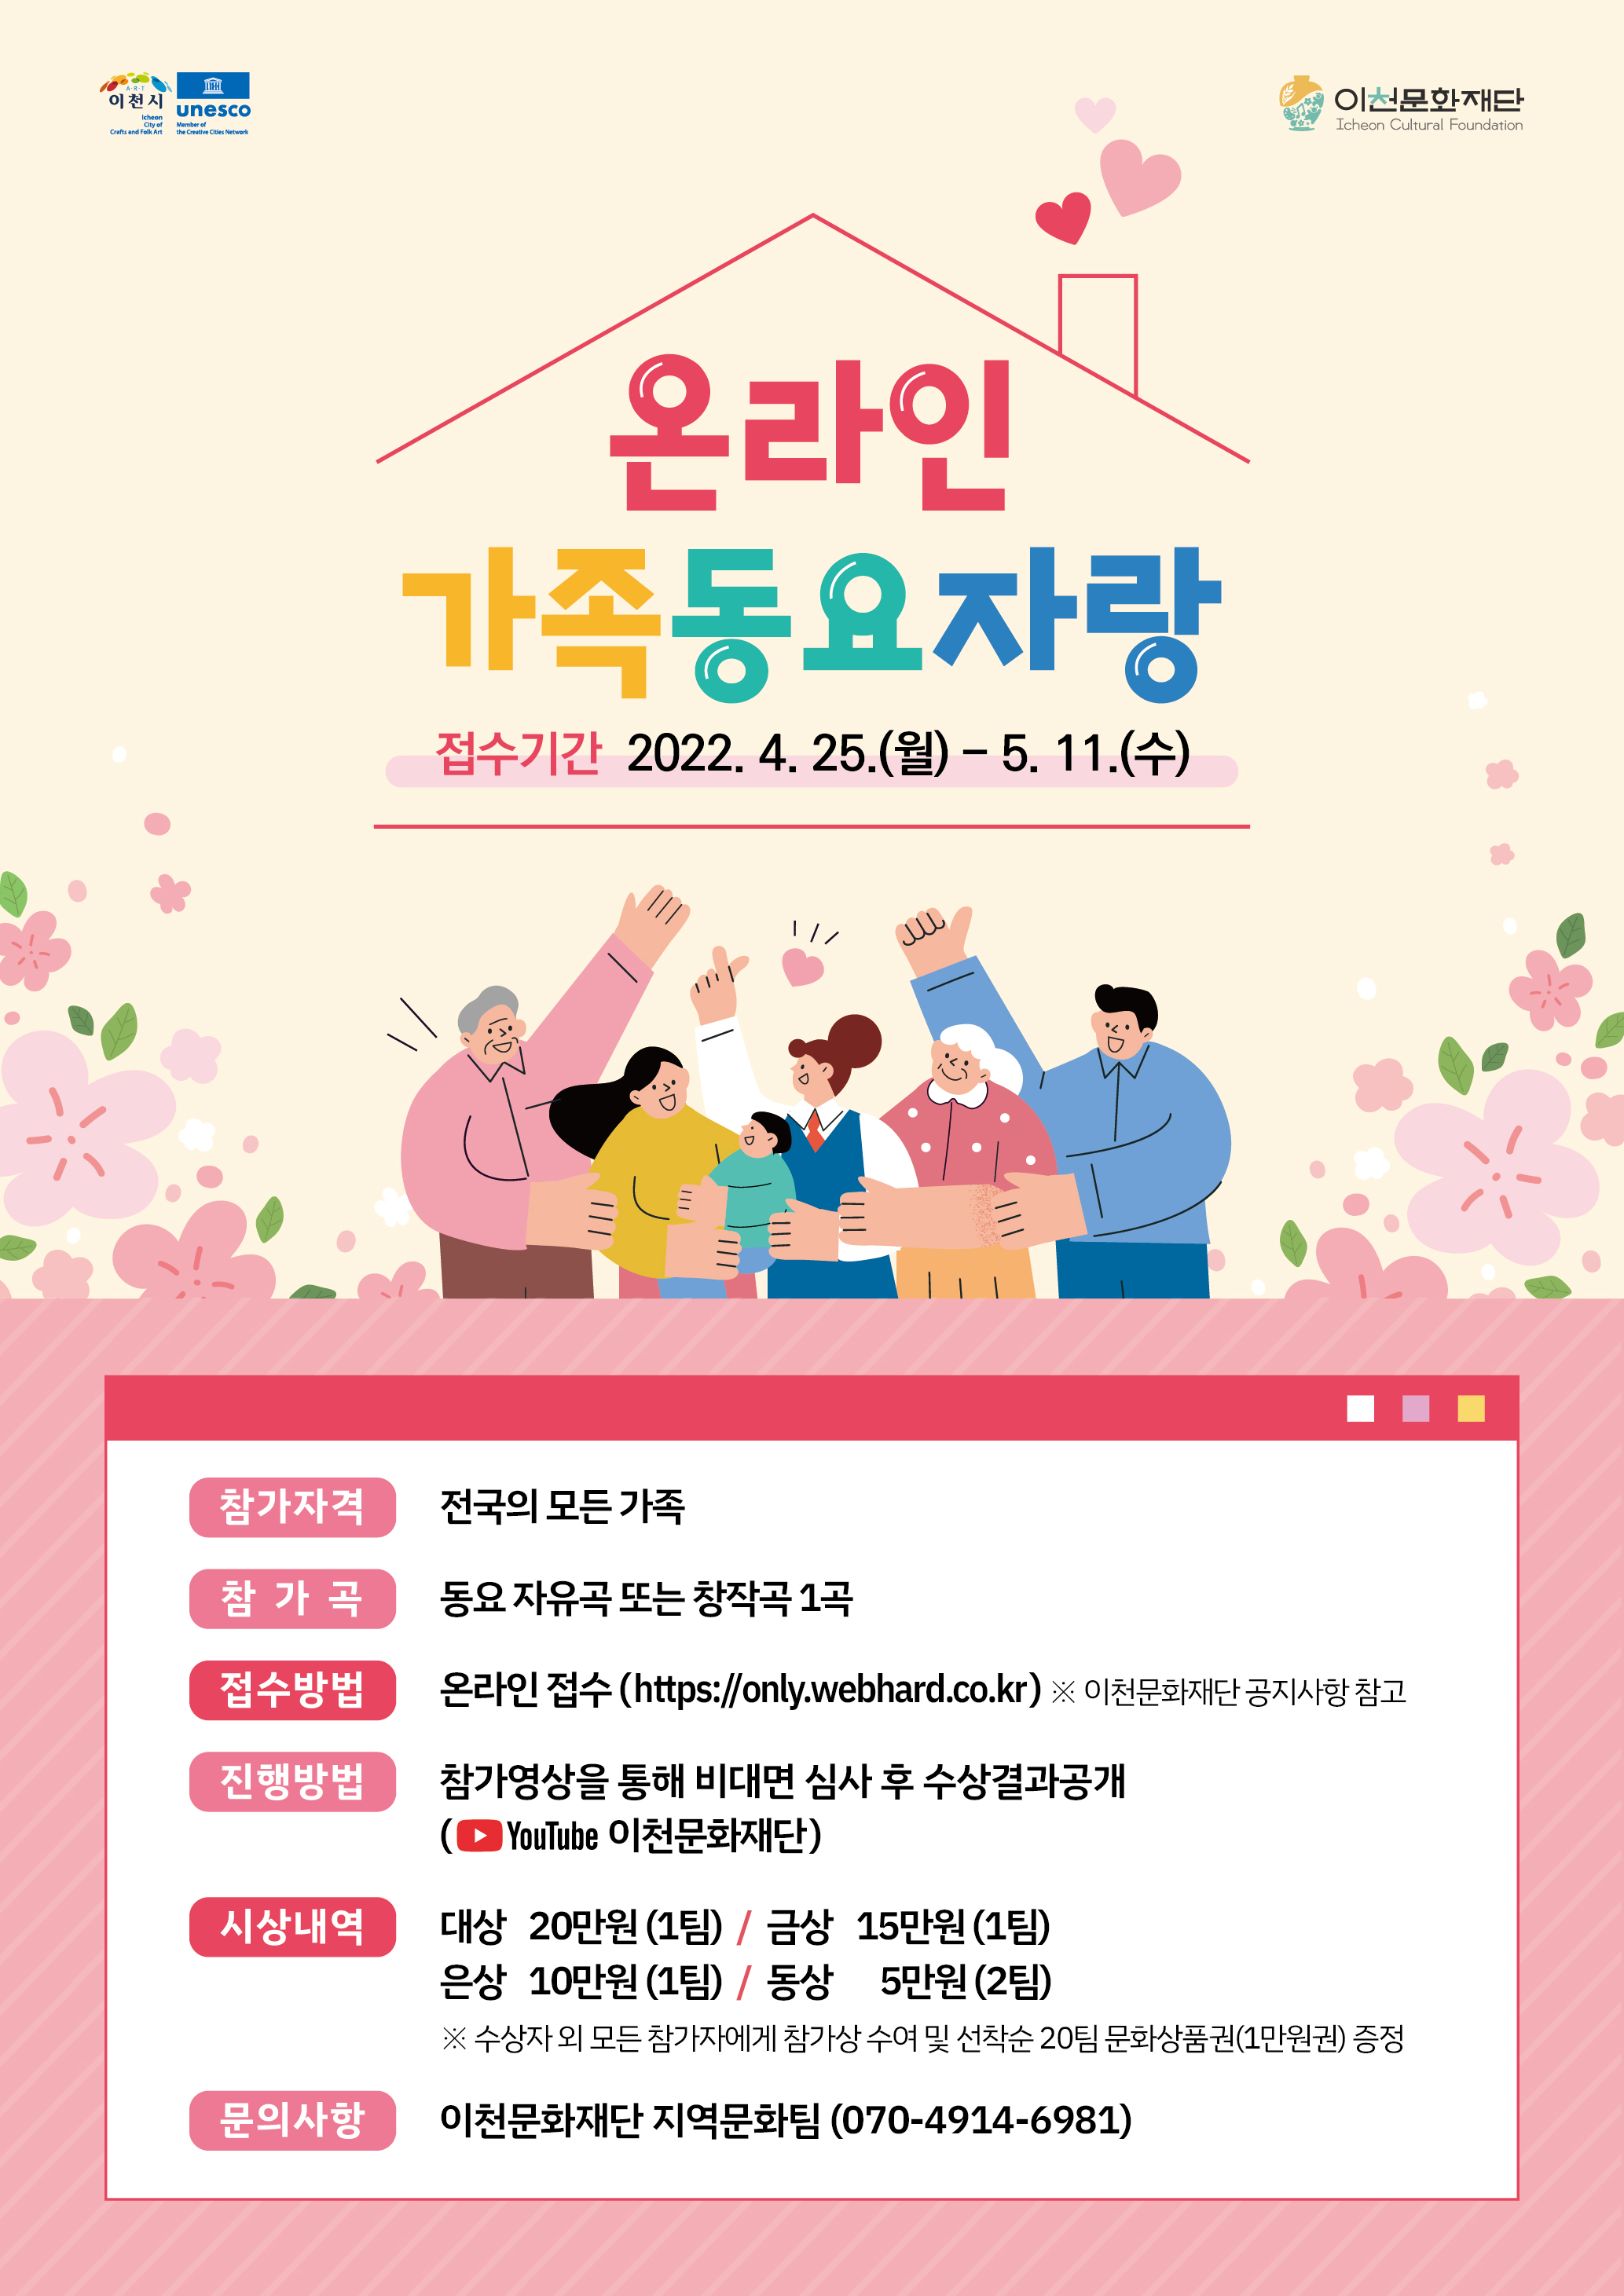 A·R·T
이천시
Icheon
City of
Crafts and Folk Art
unesco
Member of
the Creative Cities Network
이천문화재단
Icheon Cultural Foundation
온라인
가족동요자랑
접수기간 2022. 4. 25.(월) – 5. 11.(수)
참가자격 전국의 모든 가족
참 가 곡 동요 자유곡 또는 창작곡 1곡
접수방법 온라인 접수 (https://only.webhard.co.kr) ※ 이천문화재단 공지사항 참고
진행방법 참가영상을 통해 비대면 심사 후 수상결과공개
( YouTube 이천문화재단)
시상내역 대상 20만원 (1팀) / 금상 15만원 (1팀)
은상 10만원 (1팀) / 동상 5만원 (2팀)
※ 수상자 외 모든 참가자에게 참가상 수여 및 선착순 20팀 문화상품권(1만원권) 증정
문의사항 이천문화재단 지역문화팀 (070-4914-6981)